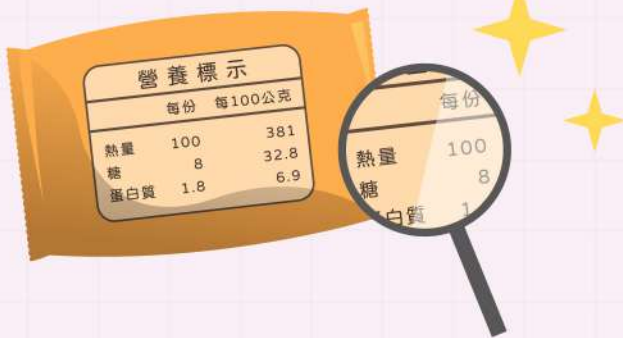 營養標示
每份 每100公克
熱量 100 381
糖 8 32.8
蛋白質 1.8 6.9
每份
熱量 100
糖 8
白質 1